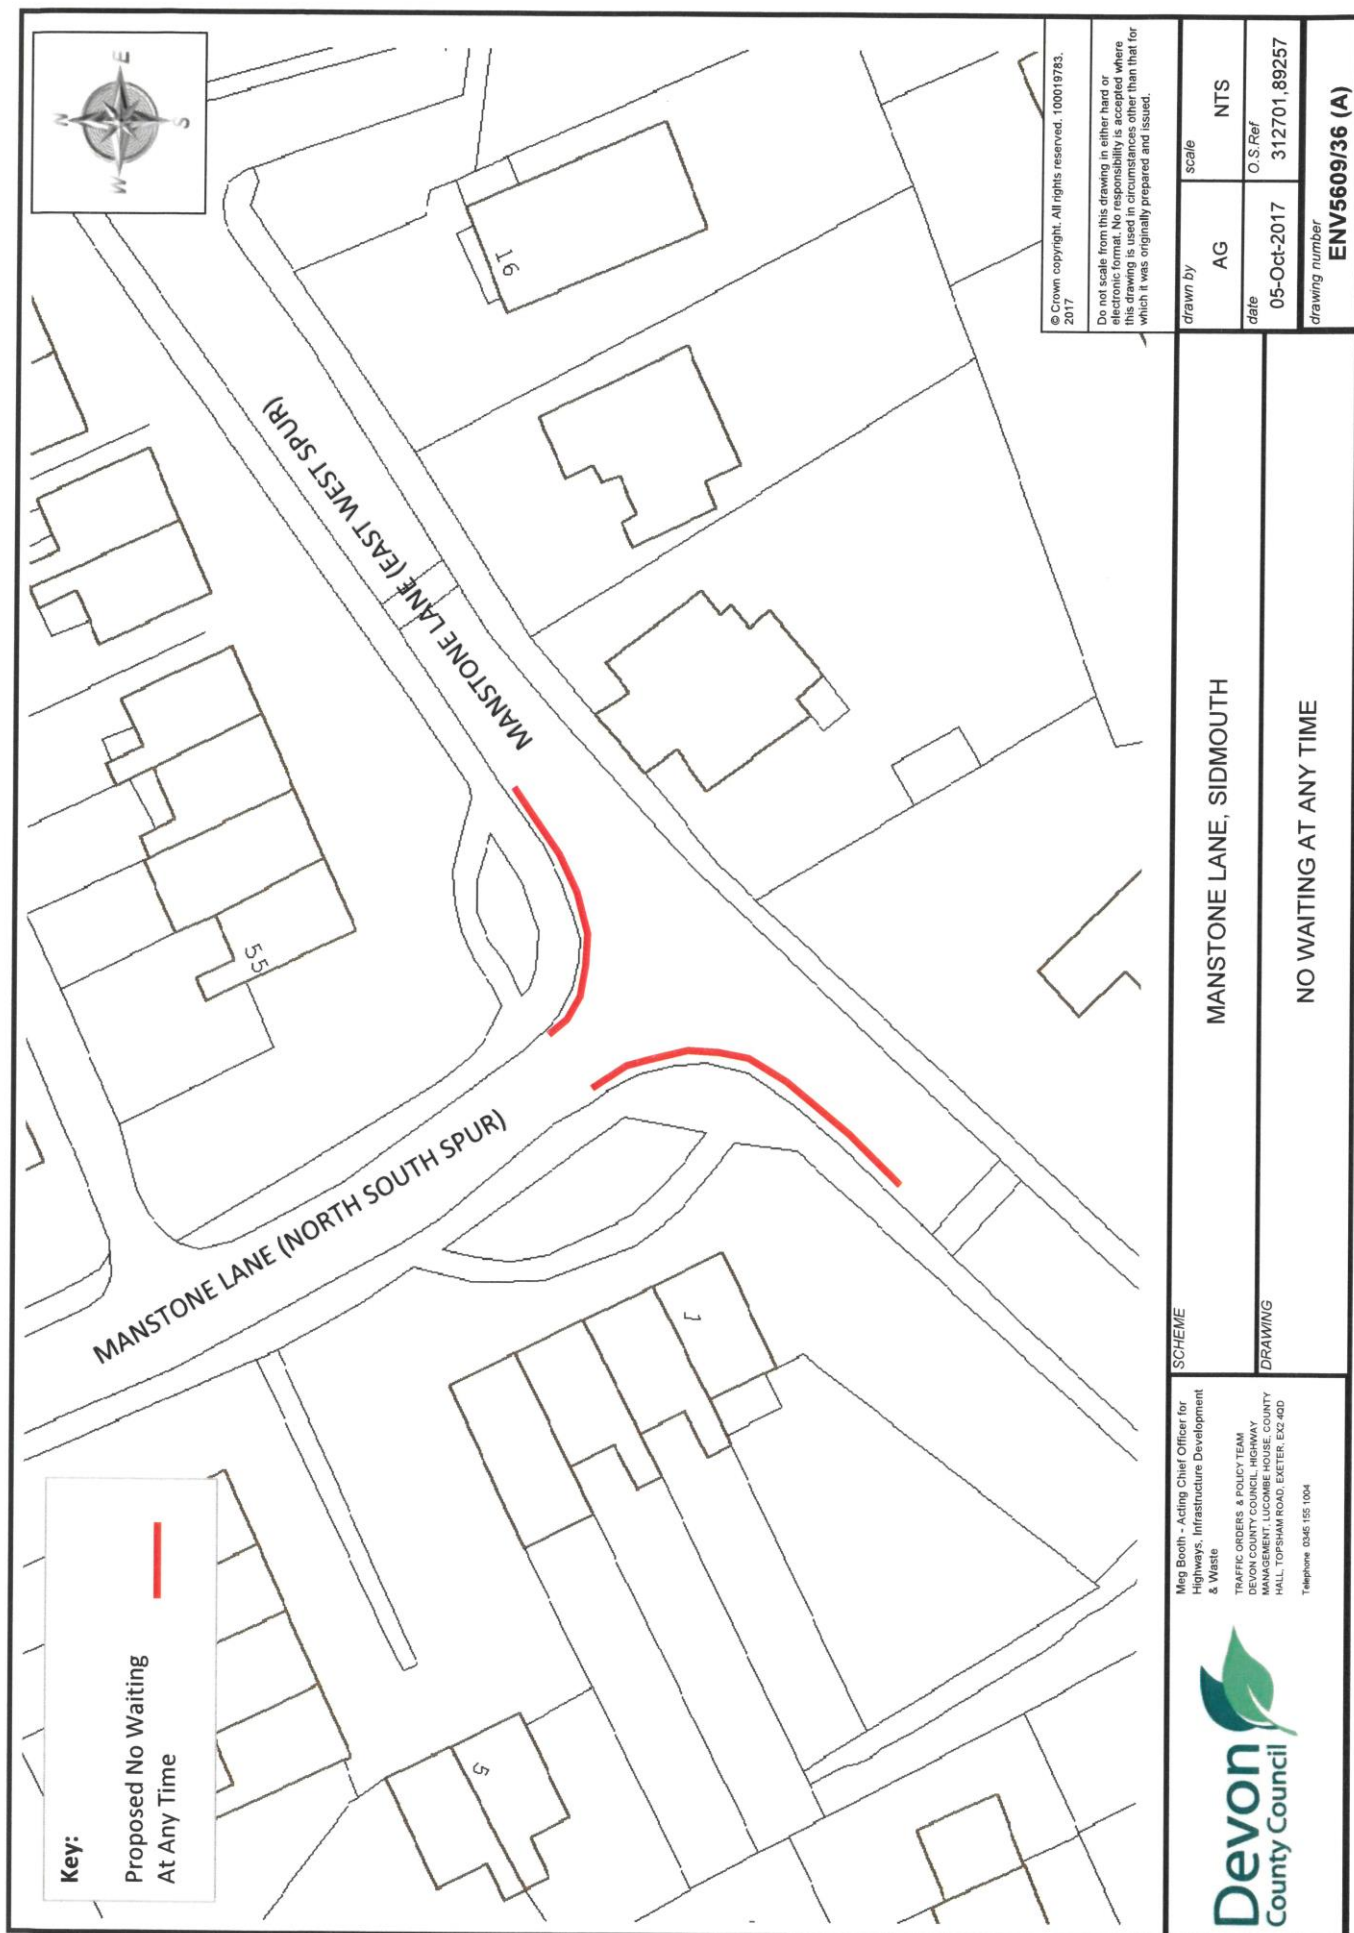 Key:
Proposed No Waiting
At Any Time
N
E
S
W
MANSTONE LANE (NORTH SOUTH SPUR)
MANSTONE LANE (EAST WEST SPUR)
55
16
1
5
© Crown copyright. All rights reserved. 100019783.
2017
Do not scale from this drawing in either hard or
electronic format. No responsibility is accepted where
this drawing is used in circumstances other than that for
which it was originally prepared and issued.
Devon
County Council
Meg Booth - Acting Chief Officer for
Highways, Infrastructure Development
& Waste
TRAFFIC ORDERS & POLICY TEAM
DEVON COUNTY COUNCIL, HIGHWAY
MANAGEMENT, LUCOMBE HOUSE, COUNTY
HALL, TOPSHAM ROAD, EXETER, EX2 4QD
Telephone 0345 155 1004
SCHEME
MANSTONE LANE, SIDMOUTH
DRAWING
NO WAITING AT ANY TIME
drawn by
AG
scale
NTS
date
05-Oct-2017
O.S.Ref
312701,89257
drawing number
ENV5609/36 (A)